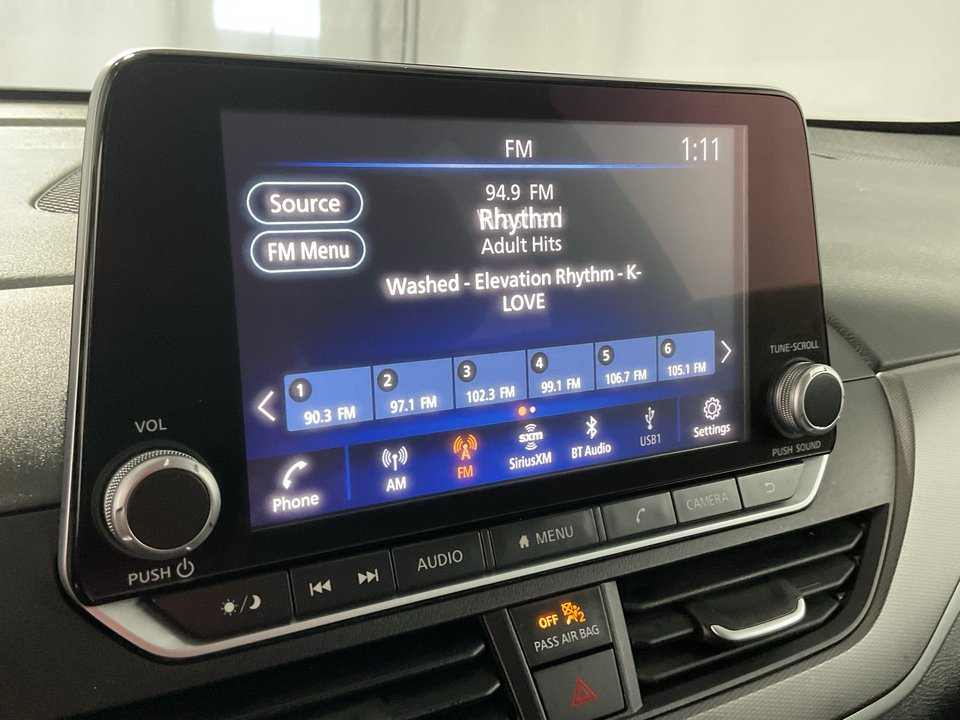 FM
1:11
Source
94.9 FM
Rhythm
FM Menu
Adult Hits
Washed - Elevation Rhythm - K-
LOVE
1
90.3 FM
2
97.1 FM
3
102.3 FM
4
99.1 FM
5
106.7 FM
6
105.1 FM
Phone
AM
FM
sxm
SiriusXM
BT Audio
USB1
Settings
VOL
PUSH
TUNE-SCROLL
PUSH SOUND
AUDIO
MENU
CAMERA
OFF
2
PASS AIR BAG